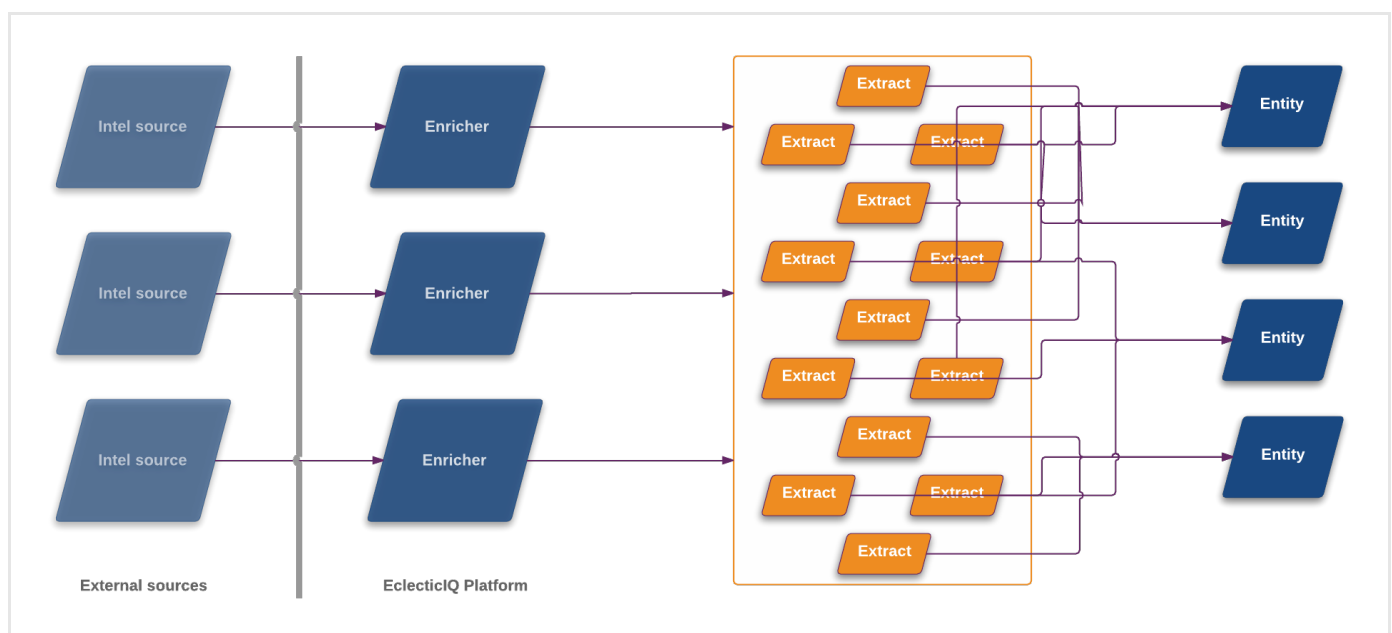 Intel source
Enricher
Extract
Entity
Extract
Extract
Extract
Entity
Intel source
Enricher
Extract
Extract
Extract
Entity
Extract
Extract
Extract
Entity
Intel source
Enricher
Extract
Extract
Extract
External sources
EclecticIQ Platform